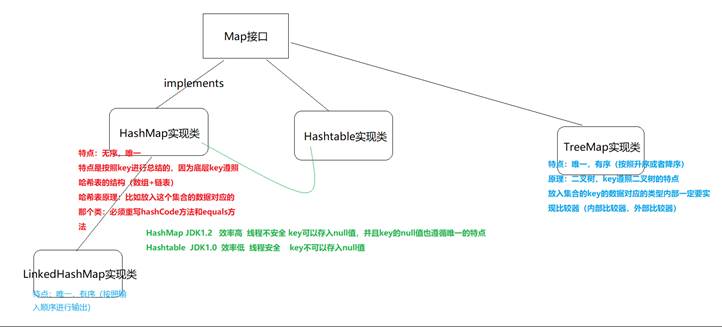 Map接口
implements
HashMap实现类
Hashtable实现类
TreeMap实现类
特点：无序，唯一
特点是按照key进行总结的，因为底层key遵照
哈希表的结构（数组+链表）
哈希表原理：比如放入这个集合的数据对应的
那个类：必须重写hashCode方法和equals方
法
特点：唯一，有序（按照升序或者降序）
原理：二叉树，key遵照二叉树的特点
放入集合的key的数据对应的类型内部一定要实
现比较器（内部比较器、外部比较器）
HashMap JDK1.2 效率高 线程不安全 key可以存入null值，并且key的null值也遵循唯一的特点
Hashtable JDK1.0 效率低 线程安全 key不可以存入null值
LinkedHashMap实现类
特点：唯一，有序（按照输
入顺序进行输出）